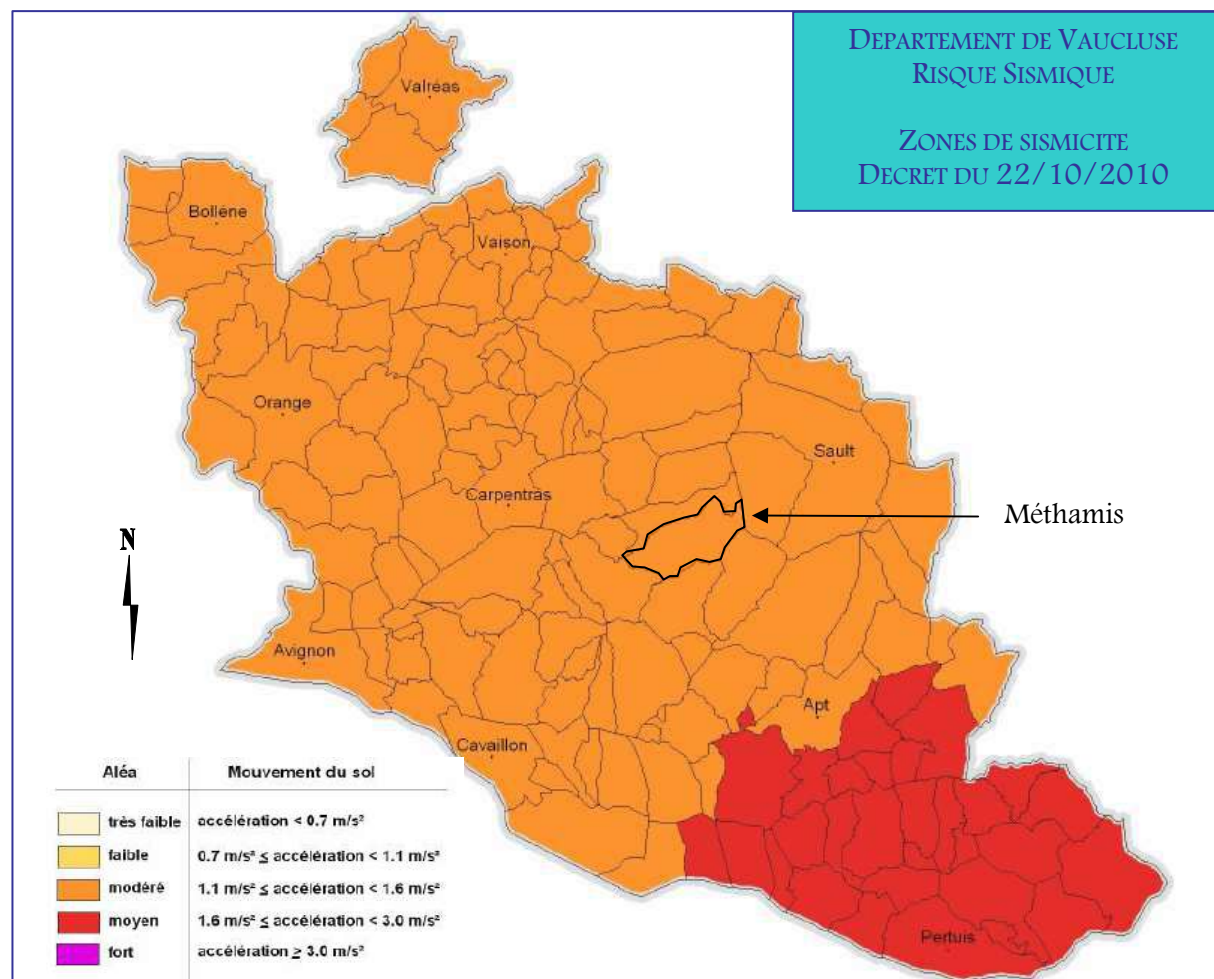 DEPARTEMENT DE VAUCLUSE
RISQUE SISMIQUE
ZONES DE SISMICITE
DECRET DU 22/10/2010
Valréas
Bollène
Vaison
Orange
Sault
Carpentras
Méthamis
N
Avignon
Apt
Cavaillon
Pertuis
Aléa Mouvement du sol
très faible accélération < 0.7 m/s²
faible 0.7 m/s² ≤ accélération < 1.1 m/s²
modéré 1.1 m/s² ≤ accélération < 1.6 m/s²
moyen 1.6 m/s² ≤ accélération < 3.0 m/s²
fort accélération ≥ 3.0 m/s²